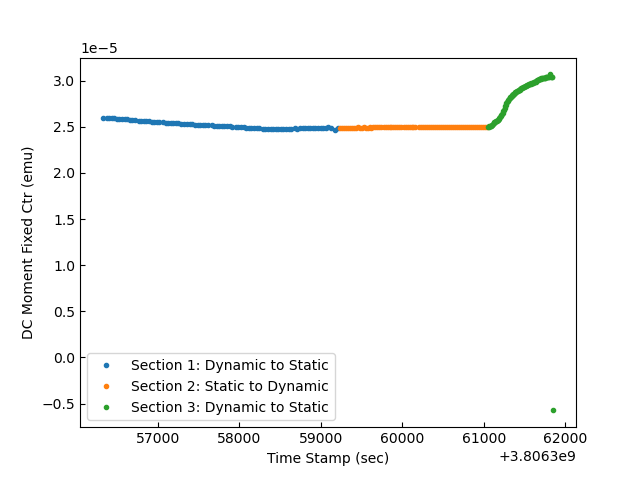 1e−5
3.0
2.5
2.0
1.5
1.0
0.5
0.0
−0.5
DC Moment Fixed Ctr (emu)
Section 1: Dynamic to Static
Section 2: Static to Dynamic
Section 3: Dynamic to Static
57000 58000 59000 60000 61000 62000
Time Stamp (sec)
+3.8063e9